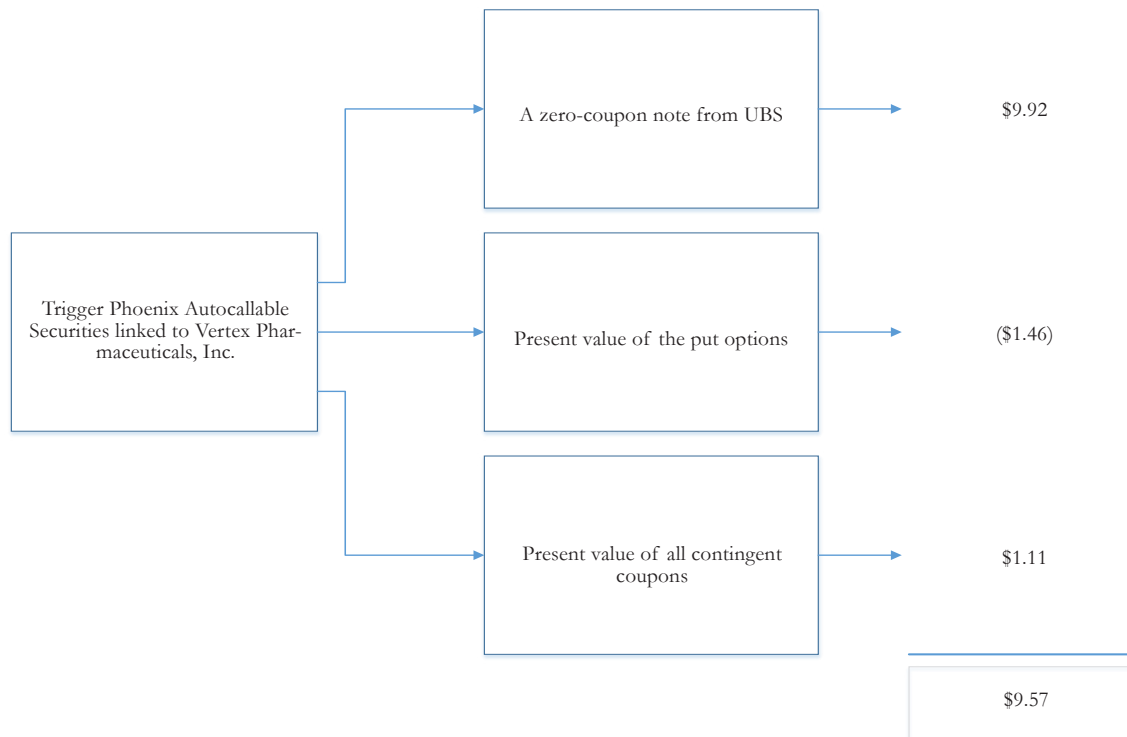 A zero-coupon note from UBS
$9.92
Trigger Phoenix Autocallable
Securities linked to Vertex Phar-
maceuticals, Inc.
Present value of the put options
($1.46)
Present value of all contingent
coupons
$1.11
$9.57